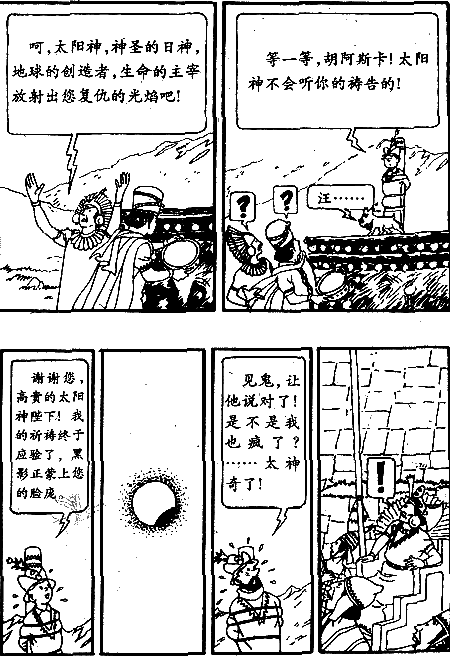 呵，太阳神，神圣的日神，
地球的创造者，生命的主宰
放射出您复仇的光焰吧！
等一等，胡阿斯卡！太阳
神不会听你的祷告的！
?
?
汪……
谢谢您，
高贵的太阳
神陛下！我
的祈祷终于
应验了，黑
影正蒙上您
的脸庞。
见鬼，让
他说对了！
是不是我
也疯了？
……太神
奇了！
!